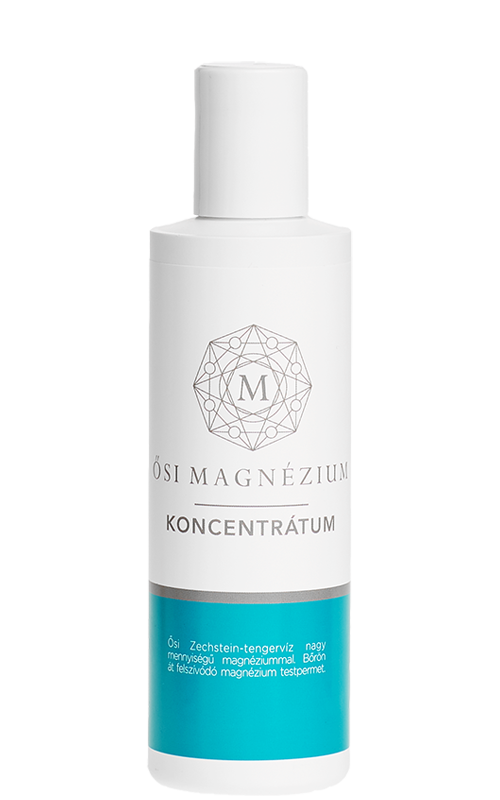 M
ŐSI MAGNÉZIUM
KONCENTRÁTUM
Ősi Zechstein-tengervíz nagy
mennyiségű magnéziummal. Bőrön
át felszívódó magnézium testpermet.